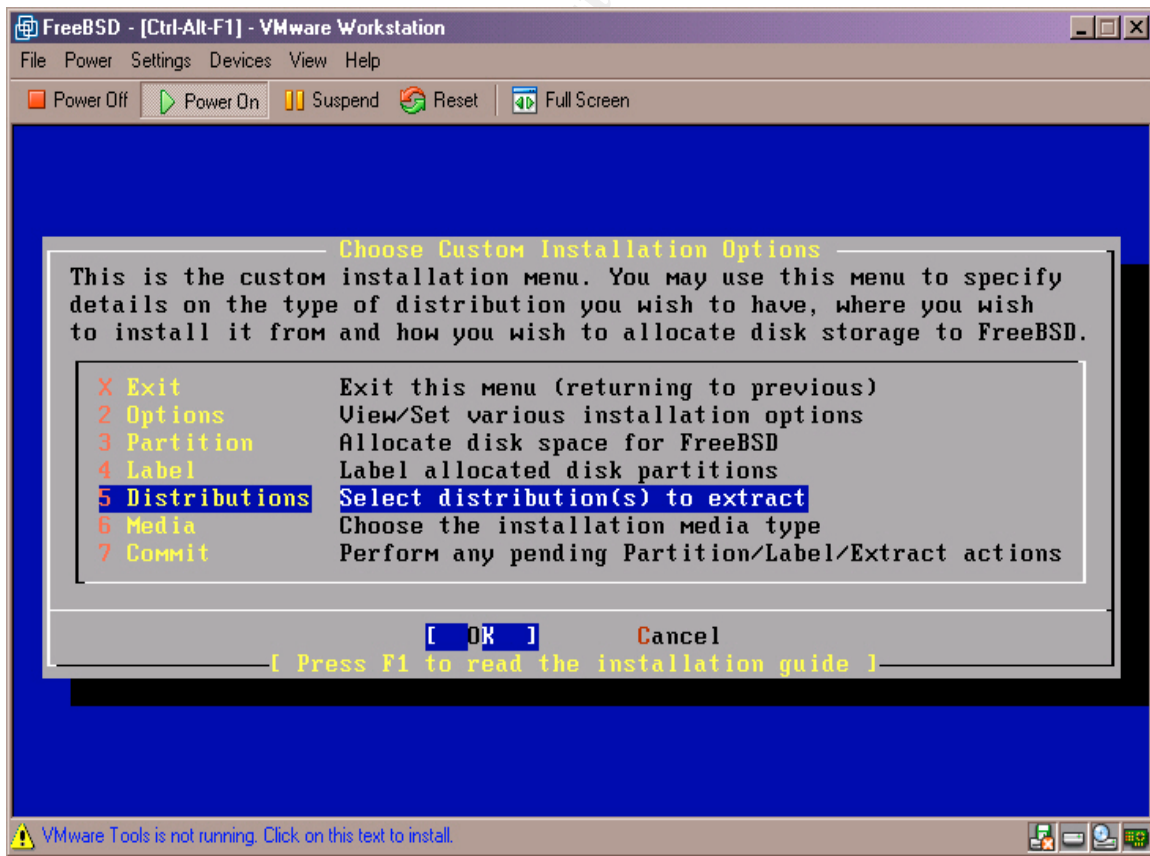 FreeBSD - [Ctrl-Alt-F1] - VMware Workstation
File Power Settings Devices View Help
Power Off Power On Suspend Reset Full Screen
Choose Custom Installation Options
This is the custom installation menu. You may use this menu to specify
details on the type of distribution you wish to have, where you wish
to install it from and how you wish to allocate disk storage to FreeBSD.
X Exit Exit this menu (returning to previous)
2 Options View/Set various installation options
3 Partition Allocate disk space for FreeBSD
4 Label Label allocated disk partitions
5 Distributions Select distribution(s) to extract
6 Media Choose the installation media type
7 Commit Perform any pending Partition/Label/Extract actions
[ OK ] Cancel
[ Press F1 to read the installation guide ]
VMware Tools is not running. Click on this text to install.